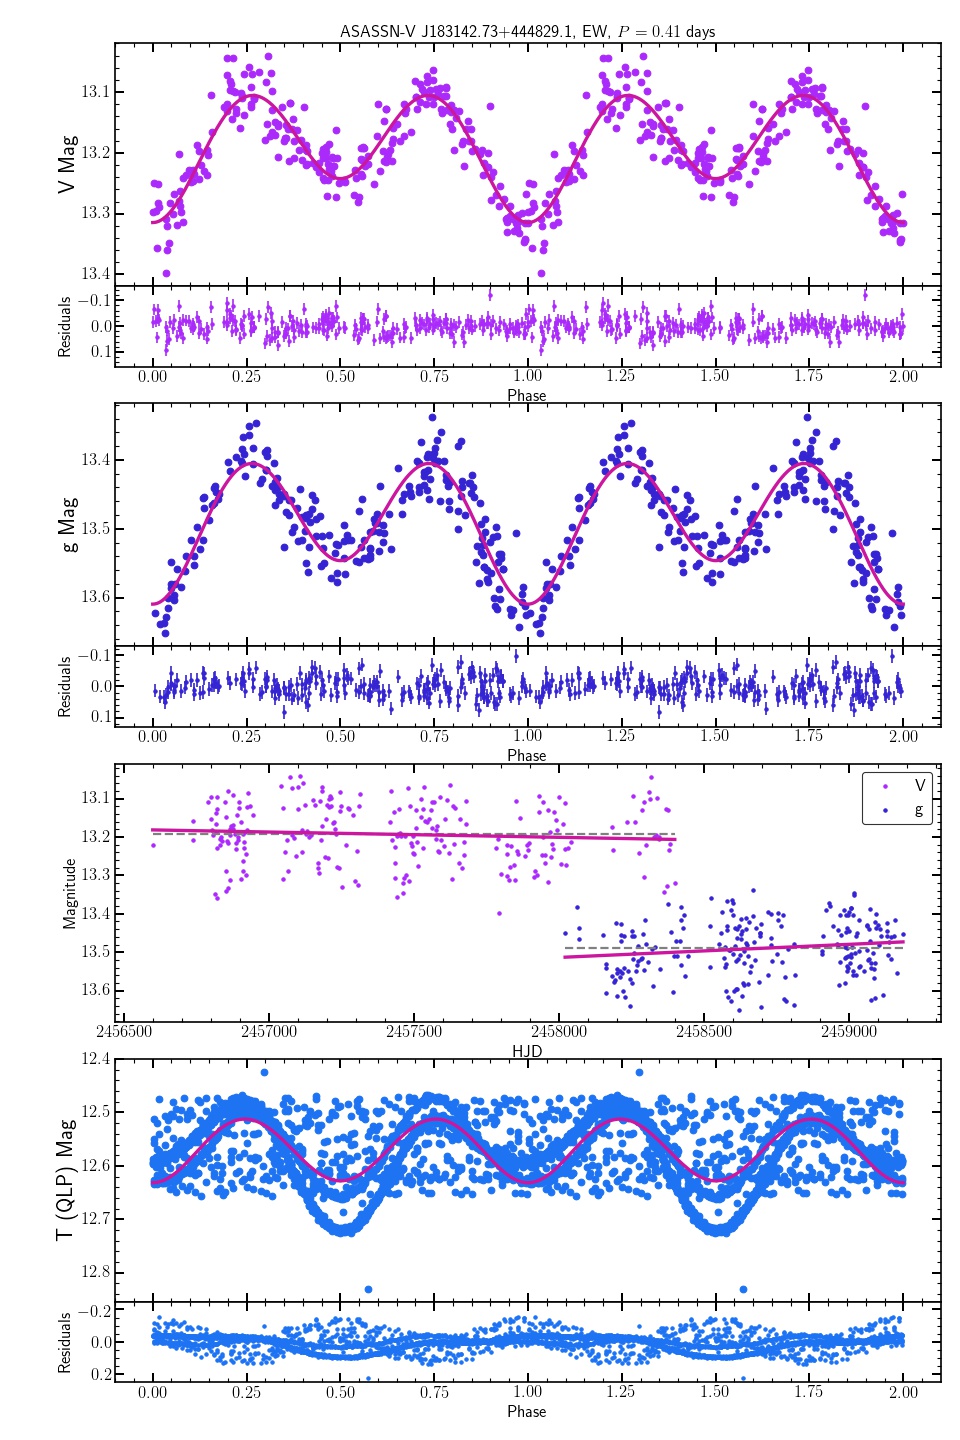 ASASSN-V J183142.73+444829.1, EW, P = 0.41 days
V Mag
13.1
13.2
13.3
13.4
Residuals
−0.1
0.0
0.1
0.00 0.25 0.50 0.75 1.00 1.25 1.50 1.75 2.00
Phase
g Mag
13.4
13.5
13.6
Residuals
−0.1
0.0
0.1
0.00 0.25 0.50 0.75 1.00 1.25 1.50 1.75 2.00
Phase
Magnitude
13.1
13.2
13.3
13.4
13.5
13.6
V
g
2456500 2457000 2457500 2458000 2458500 2459000
HJD
T (QLP) Mag
12.4
12.5
12.6
12.7
12.8
Residuals
−0.2
0.0
0.2
0.00 0.25 0.50 0.75 1.00 1.25 1.50 1.75 2.00
Phase